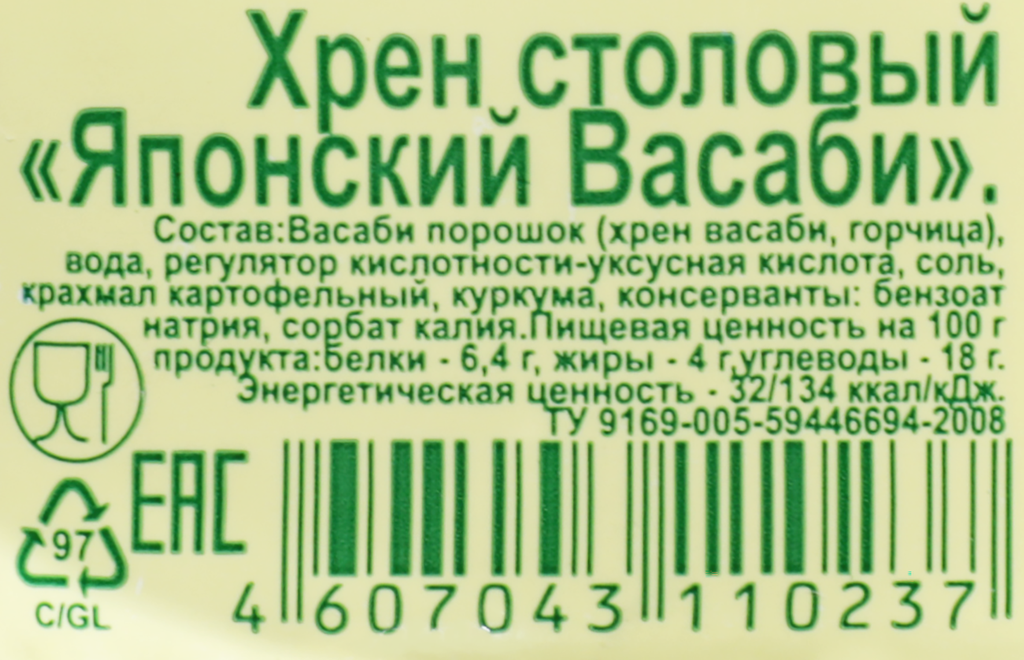 Хрен столовый
«Японский Васаби».
Состав:Васаби порошок (хрен васаби, горчица),
вода, регулятор кислотности-уксусная кислота, соль,
крахмал картофельный, куркума, консерванты: бензоат
натрия, сорбат калия.Пищевая ценность на 100 г
продукта:белки - 6,4 г, жиры - 4 г,углеводы - 18 г.
Энергетическая ценность - 32/134 ккал/кДж.
ТУ 9169-005-59446694-2008
EAC
97
C/GL
4 607043 110237